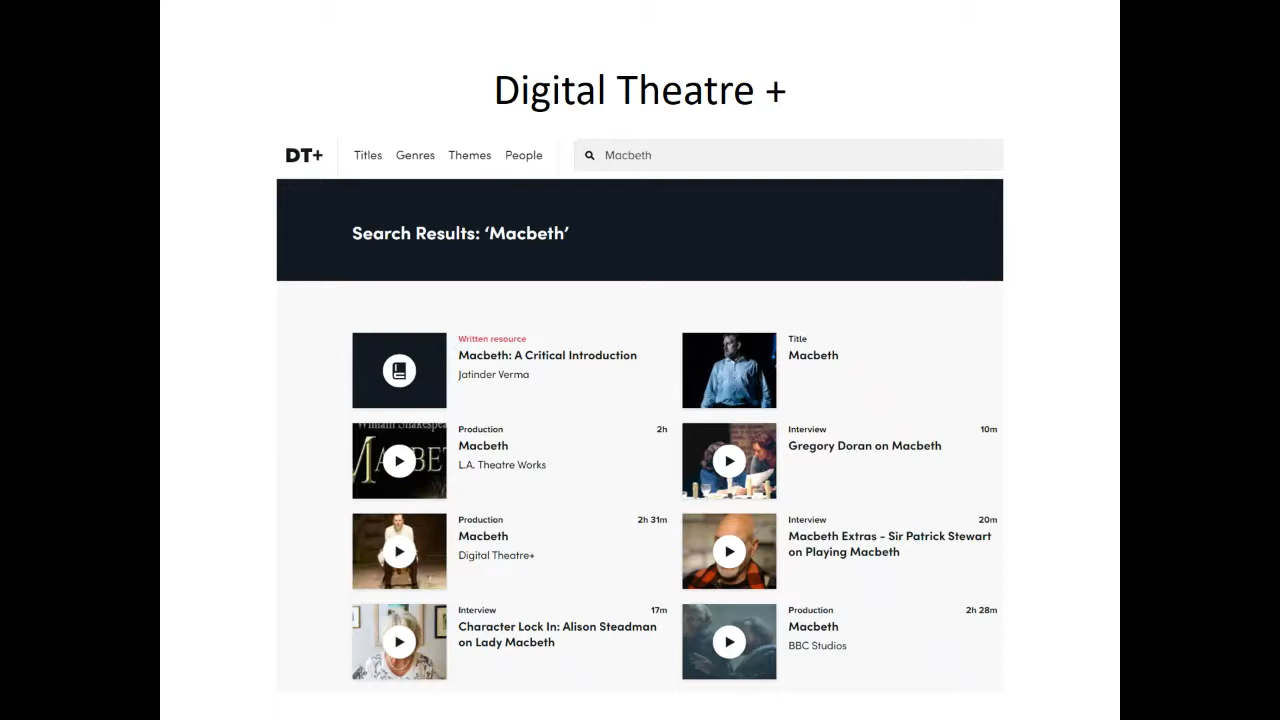 Digital Theatre +
DT+ Titles Genres Themes People Macbeth
Search Results: ‘Macbeth’
Written resource
Macbeth: A Critical Introduction
Jatinder Verma
Title
Macbeth
William Shakespea
MACBET
Production 2h
Macbeth
L.A. Theatre Works
Interview 10m
Gregory Doran on Macbeth
Production 2h 31m
Macbeth
Digital Theatre+
Interview 20m
Macbeth Extras - Sir Patrick Stewart
on Playing Macbeth
Interview 17m
Character Lock In: Alison Steadman
on Lady Macbeth
Production 2h 28m
Macbeth
BBC Studios